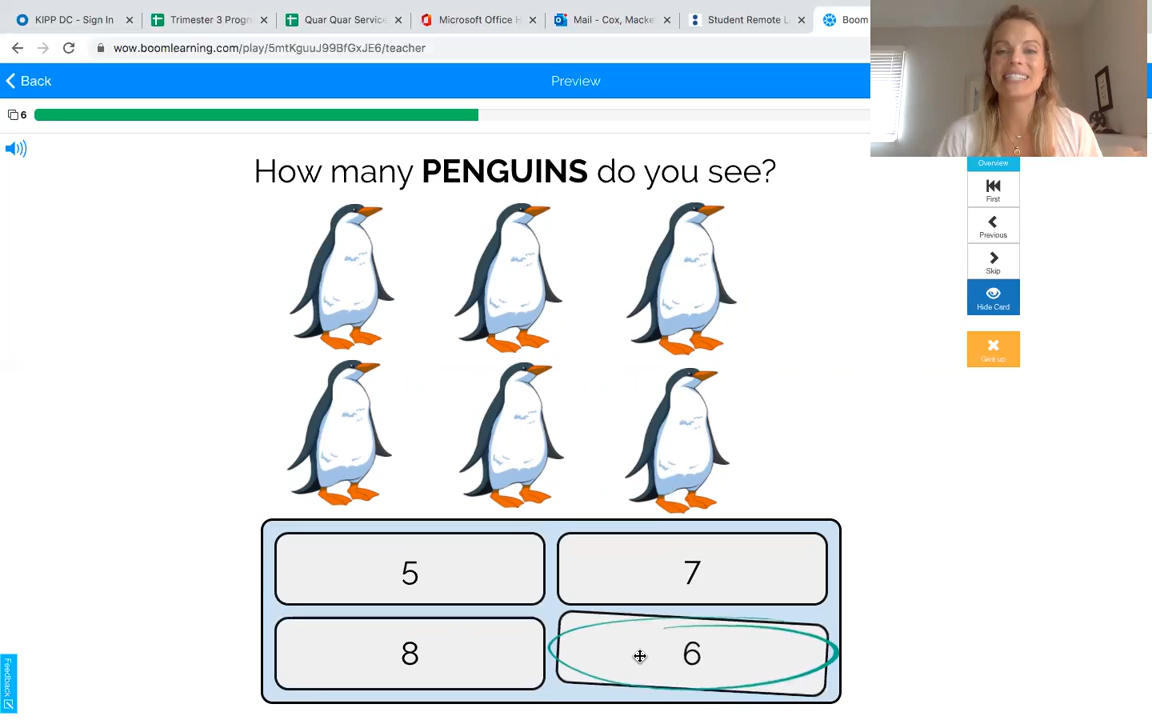 KIPP DC - Sign In
Trimester 3 Progr
Quar Quar Service
Microsoft Office H
Mail - Cox, Macke
Student Remote L
Boom
wow.boomlearning.com/play/5mtKguuJ99BfGxJE6/teacher
Back
Preview
6
How many PENGUINS do you see?
Overview
First
Previous
Skip
Hide Card
Give up
5
7
8
6
Feedback